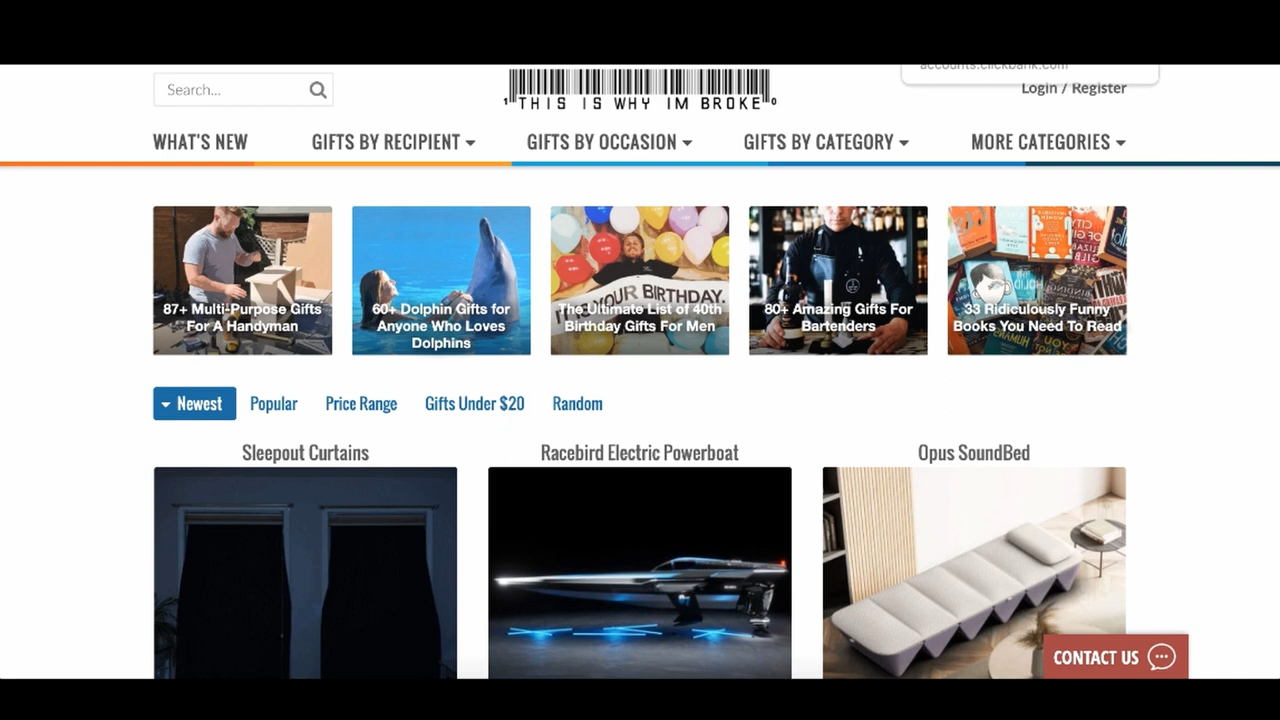 accounts.clickbank.com
Search...
1 THIS IS WHY IM BROKE 0
Login / Register
WHAT'S NEW
GIFTS BY RECIPIENT
GIFTS BY OCCASION
GIFTS BY CATEGORY
MORE CATEGORIES
87+ Multi-Purpose Gifts
For A Handyman
60+ Dolphin Gifts for
Anyone Who Loves
Dolphins
YOUR BIRTHDAY.
The Ultimate List of 40th
Birthday Gifts For Men
80+ Amazing Gifts For
Bartenders
CITY
OF
33 Ridiculously Funny
Books You Need To Read
Newest
Popular
Price Range
Gifts Under $20
Random
Sleepout Curtains
Racebird Electric Powerboat
Opus SoundBed
CONTACT US